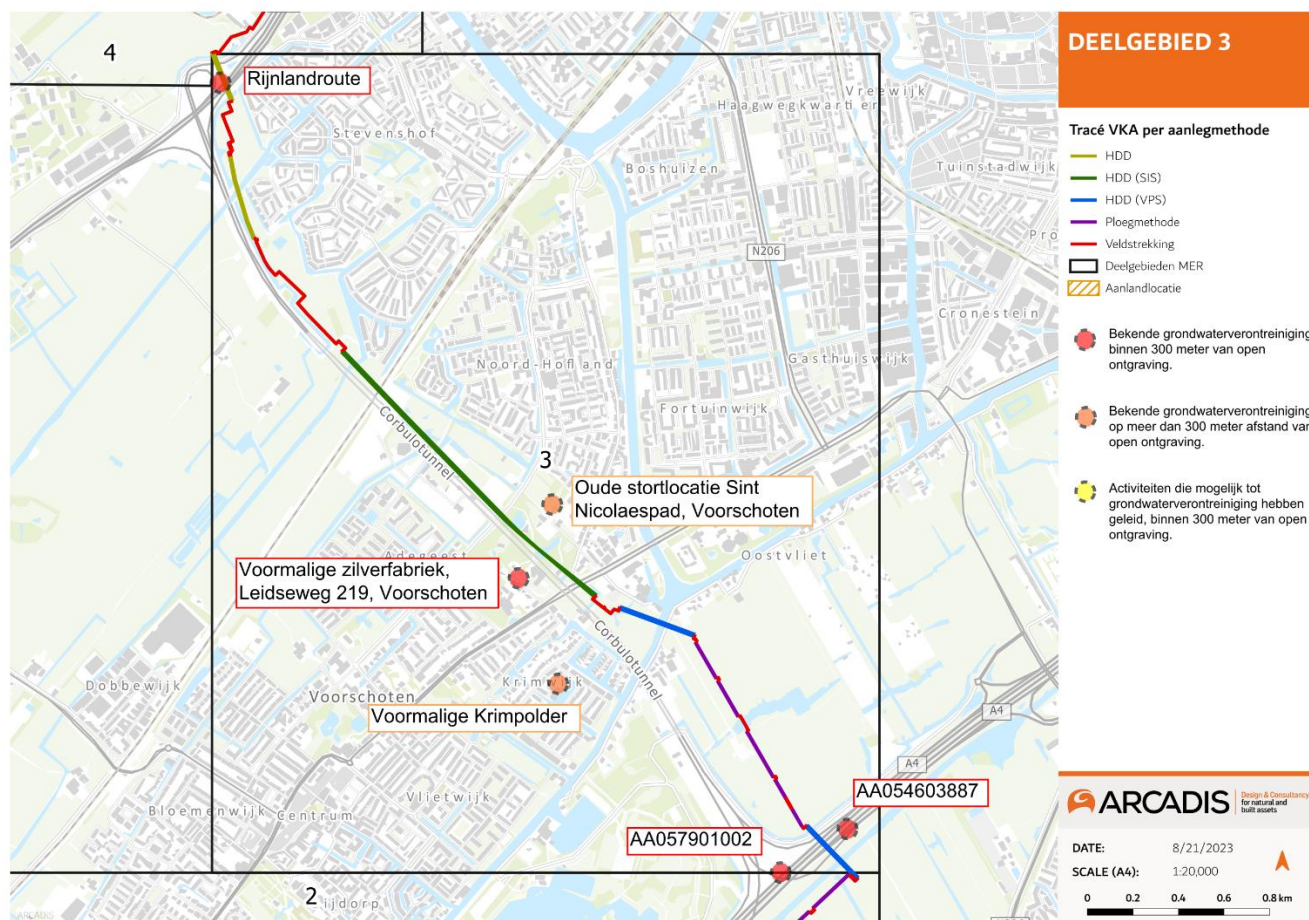 4
Rijnlandroute
Stevenshof
Haagwegkwartier
Vreewijk
Boshuizen
Tuinstadwijk
Pro
N206
Cronestein
Noord-Hofland
Gasthuiswijk
Fortuinwijk
Corbulotunnel
3
Oude stortlocatie Sint
Nicolaespad, Voorschoten
Adegeest
Oostvliet
Voormalige zilverfabriek,
Leidseweg 219, Voorschoten
Corbulotunnel
Dobbewijk
Voorschoten
Krimwijk
Voormalige Krimpolder
A4
A4
AA054603887
Bloemenwijk
Centrum
Vlietwijk
AA057901002
2
ijdorp
ARCADIS
DEELGEBIED 3
Tracé VKA per aanlegmethode
HDD
HDD (SIS)
HDD (VPS)
Ploegmethode
Veldstrekking
Deelgebieden MER
Aanlandlocatie
Bekende grondwaterverontreiniging
binnen 300 meter van open
ontgraving.
Bekende grondwaterverontreiniging
op meer dan 300 meter afstand van
open ontgraving.
Activiteiten die mogelijk tot
grondwaterverontreiniging hebben
geleid, binnen 300 meter van open
ontgraving.
ARCADIS
Design & Consultancy
for natural and
built assets
DATE: 8/21/2023
SCALE (A4): 1:20,000
0 0.2 0.4 0.6 0.8 km